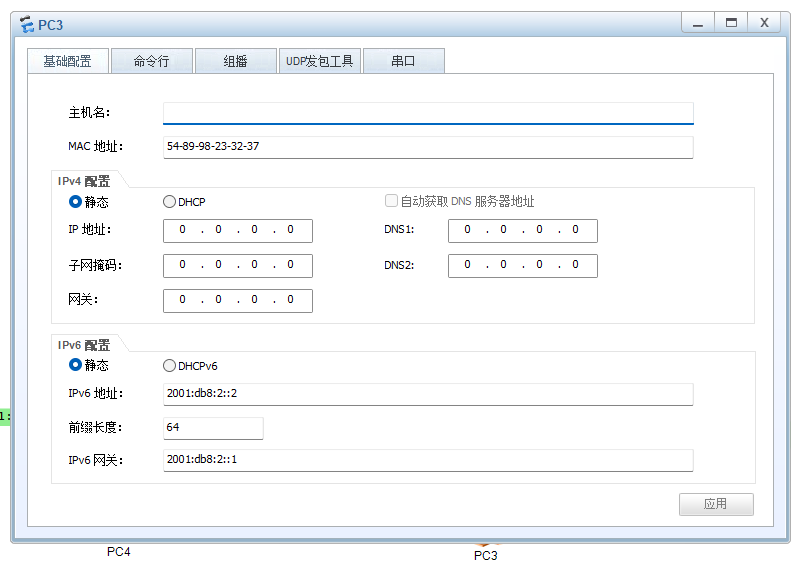 PC3
基础配置 命令行 组播 UDP发包工具 串口
主机名：
MAC 地址： 54-89-98-23-32-37
IPv4 配置
静态 DHCP 自动获取 DNS 服务器地址
IP 地址： 0 . 0 . 0 . 0 DNS1: 0 . 0 . 0 . 0
子网掩码： 0 . 0 . 0 . 0 DNS2: 0 . 0 . 0 . 0
网关： 0 . 0 . 0 . 0
IPv6 配置
静态 DHCPv6
IPv6 地址： 2001:db8:2::2
1:
前缀长度： 64
IPv6 网关： 2001:db8:2::1
应用
PC4 PC3